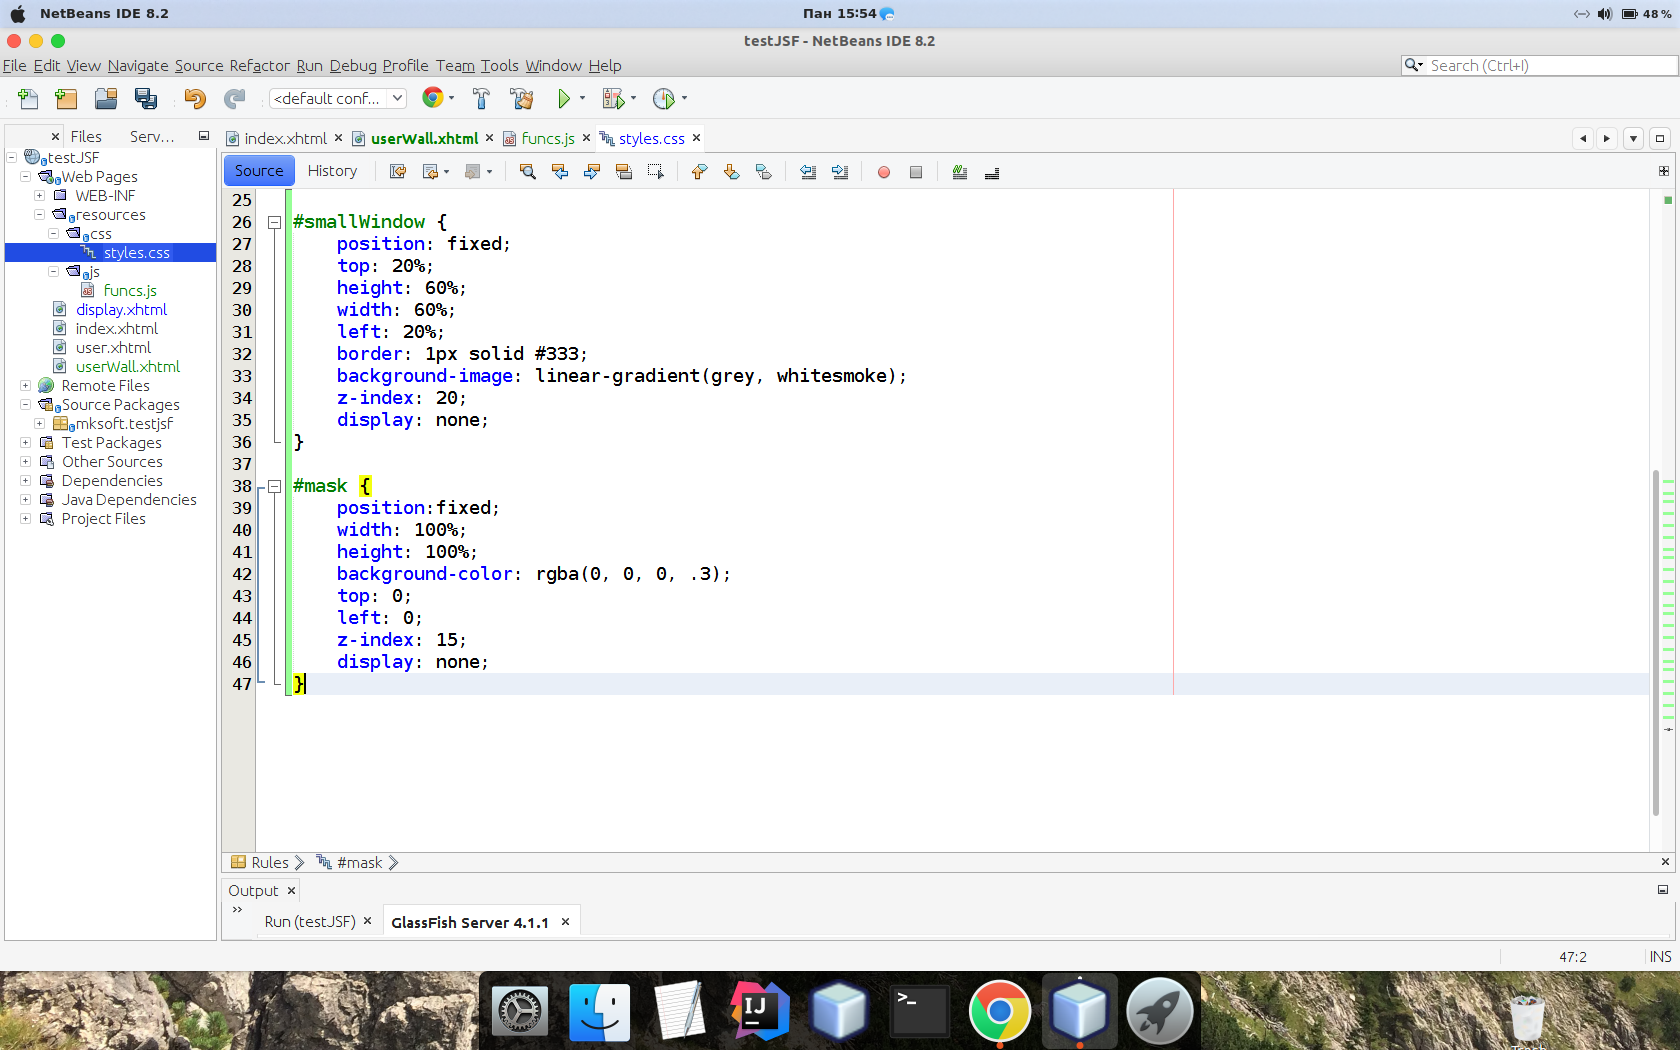 NetBeans IDE 8.2
Пан 15:54
48 %
testJSF - NetBeans IDE 8.2
File Edit View Navigate Source Refactor Run Debug Profile Team Tools Window Help
Search (Ctrl+I)
<default conf...
Files
Serv...
index.xhtml
userWall.xhtml
funcs.js
styles.css
testJSF
Web Pages
WEB-INF
resources
css
styles.css
js
funcs.js
display.xhtml
index.xhtml
user.xhtml
userWall.xhtml
Remote Files
Source Packages
mksoft.testjsf
Test Packages
Other Sources
Dependencies
Java Dependencies
Project Files
Source
History
25
26 #smallWindow {
27 position: fixed;
28 top: 20%;
29 height: 60%;
30 width: 60%;
31 left: 20%;
32 border: 1px solid #333;
33 background-image: linear-gradient(grey, whitesmoke);
34 z-index: 20;
35 display: none;
36 }
37
38 #mask {
39 position:fixed;
40 width: 100%;
41 height: 100%;
42 background-color: rgba(0, 0, 0, .3);
43 top: 0;
44 left: 0;
45 z-index: 15;
46 display: none;
47 }
Rules
#mask
Output
Run (testJSF)
GlassFish Server 4.1.1
47:2
INS
IJ
>_